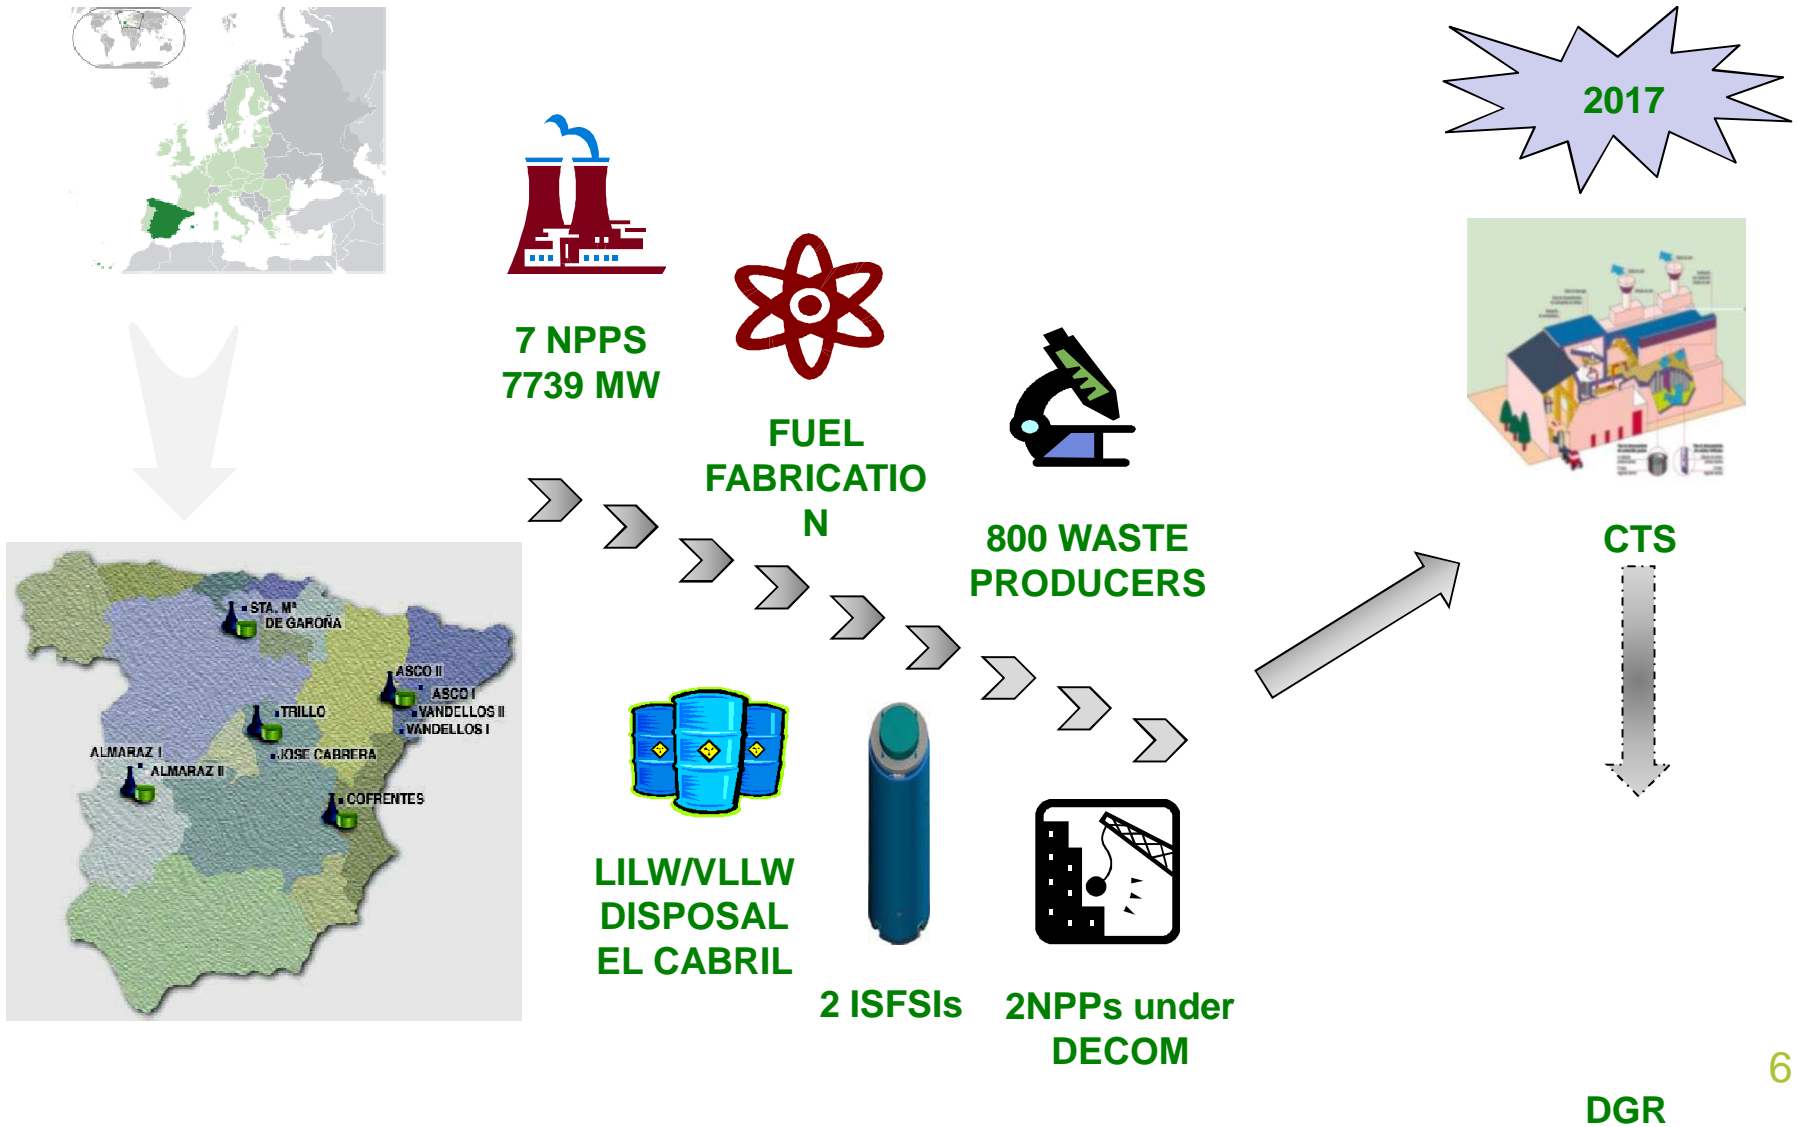 2017
7 NPPS
7739 MW
FUEL
FABRICATIO
N
800 WASTE
PRODUCERS
CTS
STA. Mª
DE GAROÑA
ASCO II
ASCO I
TRILLO
VANDELLOS II
VANDELLOS I
ALMARAZ I
JOSE CABRERA
ALMARAZ II
COFRENTES
LILW/VLLW
DISPOSAL
EL CABRIL
2 ISFSIs
2NPPs under
DECOM
6
DGR